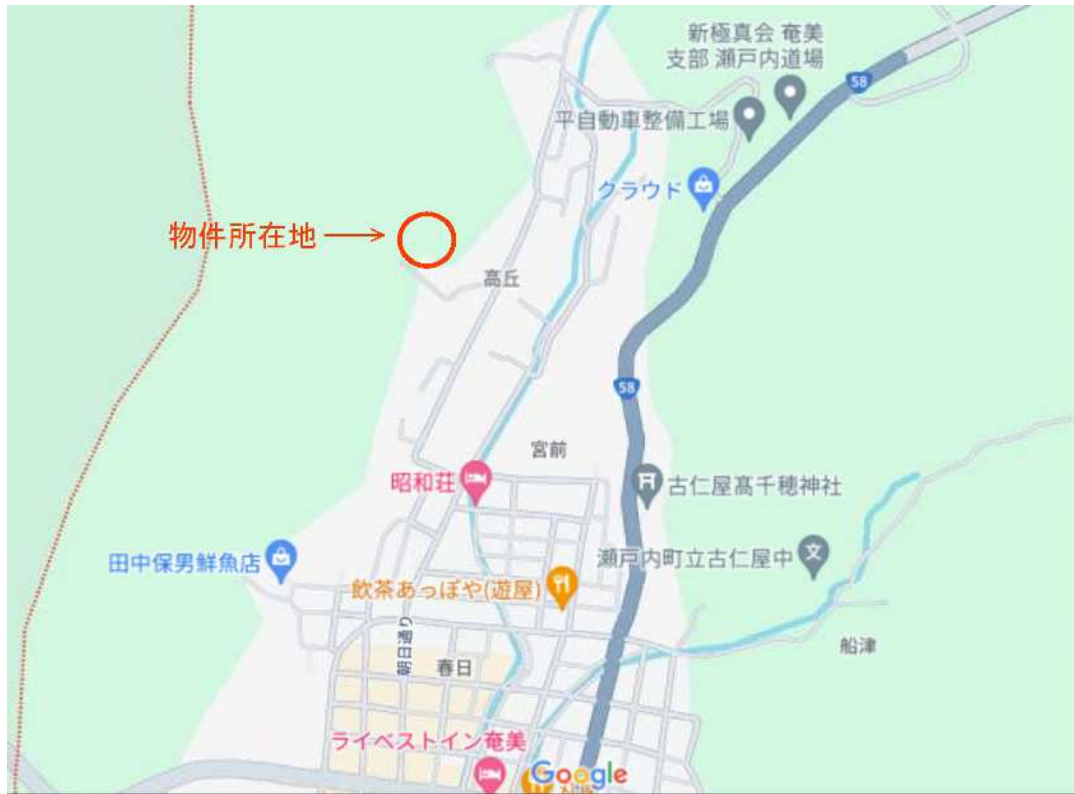 新極真会 奄美
支部 瀬戸内道場
58
平自動車整備工場
クラウド
物件所在地
高丘
58
宮前
昭和荘
古仁屋髙千穂神社
瀬戸内町立古仁屋中
田中保男鮮魚店
飲茶あっぽや(遊屋)
朝日通り
船津
春日
ライベストイン奄美
Google